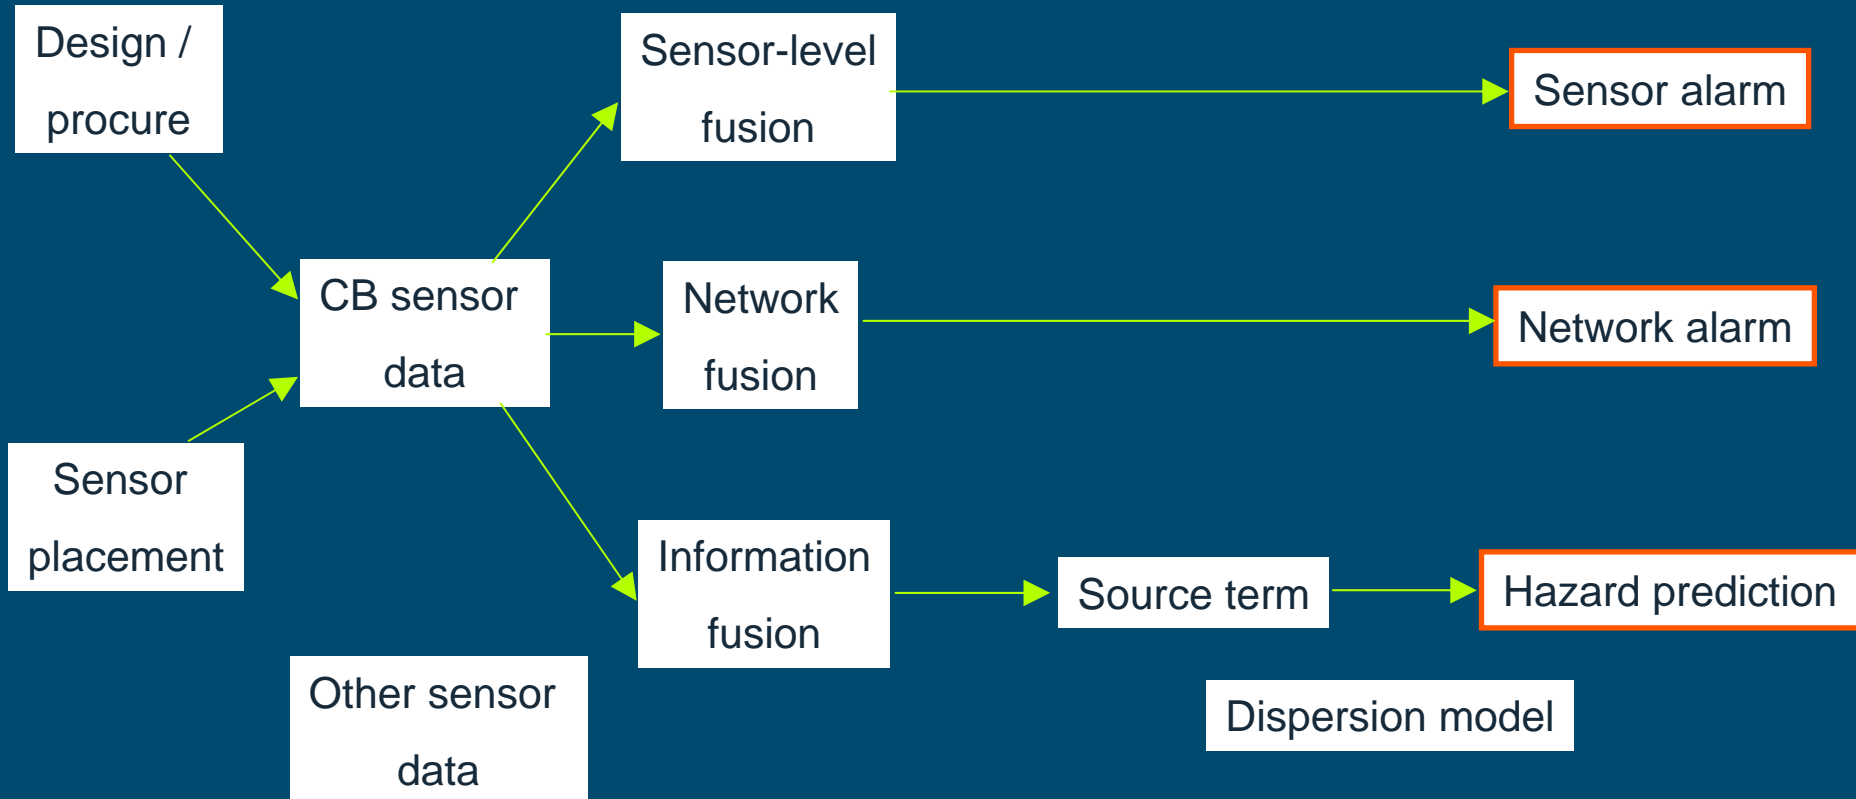 Design /
procure
Sensor-level
fusion
Sensor alarm
CB sensor
data
Network
fusion
Network alarm
Sensor
placement
Information
fusion
Source term
Hazard prediction
Other sensor
data
Dispersion model